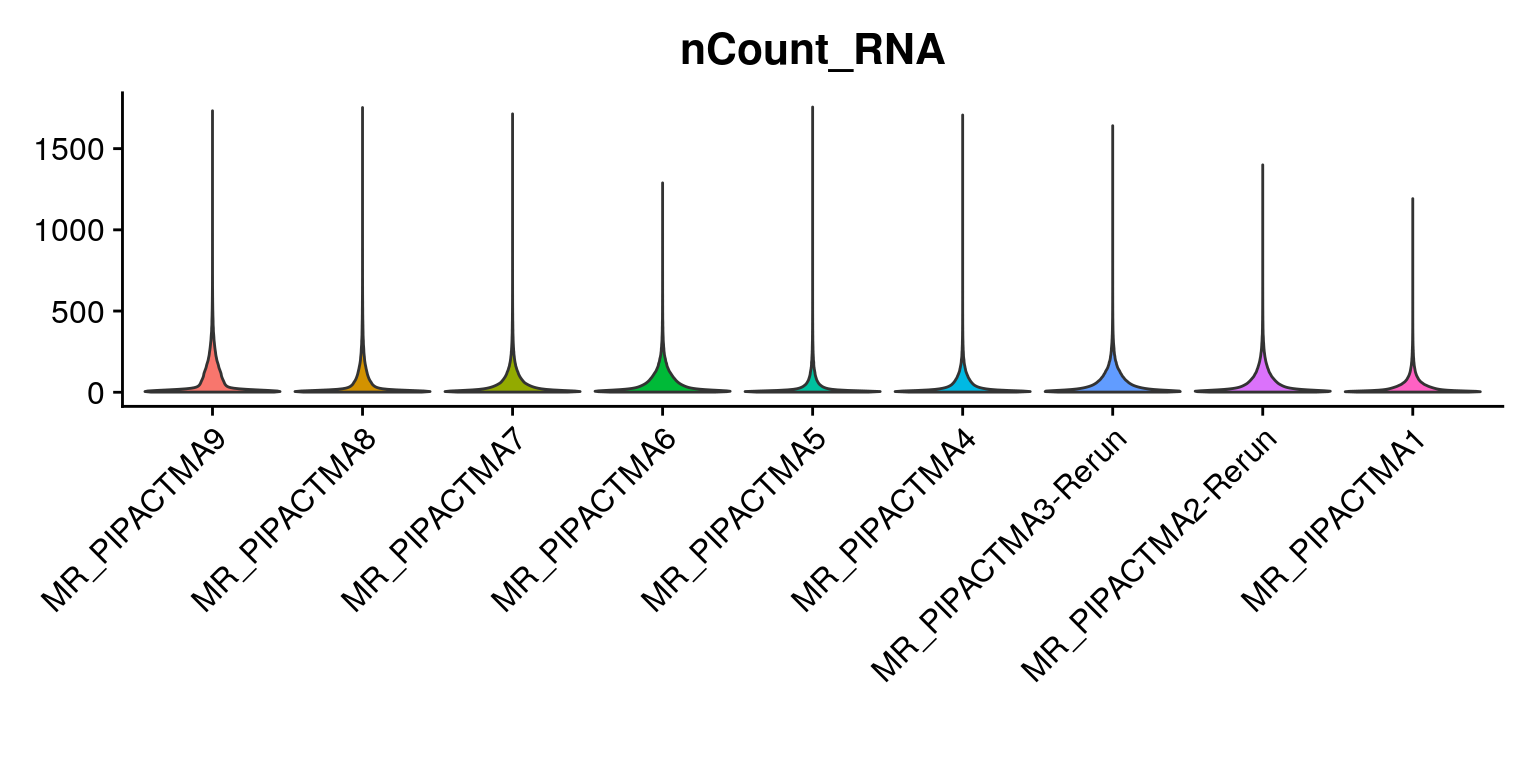 nCount_RNA
1500
1000
500
0
MR_PIPACTMA9
MR_PIPACTMA8
MR_PIPACTMA7
MR_PIPACTMA6
MR_PIPACTMA5
MR_PIPACTMA4
MR_PIPACTMA3-Rerun
MR_PIPACTMA2-Rerun
MR_PIPACTMA1